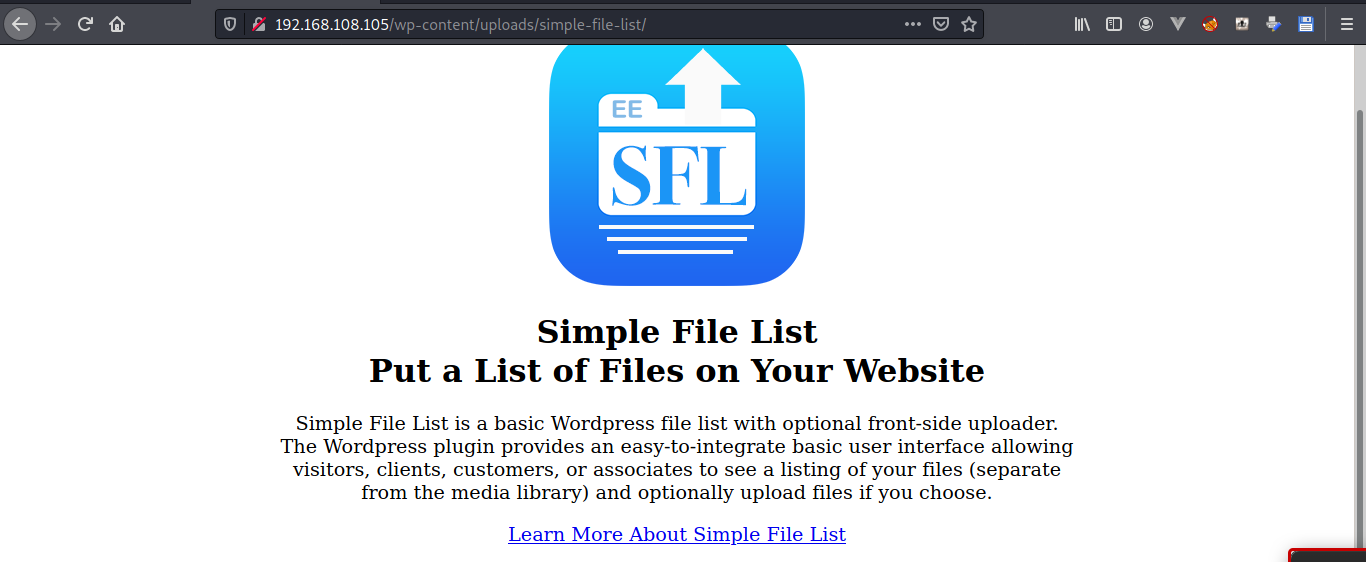 192.168.108.105/wp-content/uploads/simple-file-list/
EE
SFL
Simple File List
Put a List of Files on Your Website
Simple File List is a basic Wordpress file list with optional front-side uploader.
The Wordpress plugin provides an easy-to-integrate basic user interface allowing
visitors, clients, customers, or associates to see a listing of your files (separate
from the media library) and optionally upload files if you choose.
Learn More About Simple File List